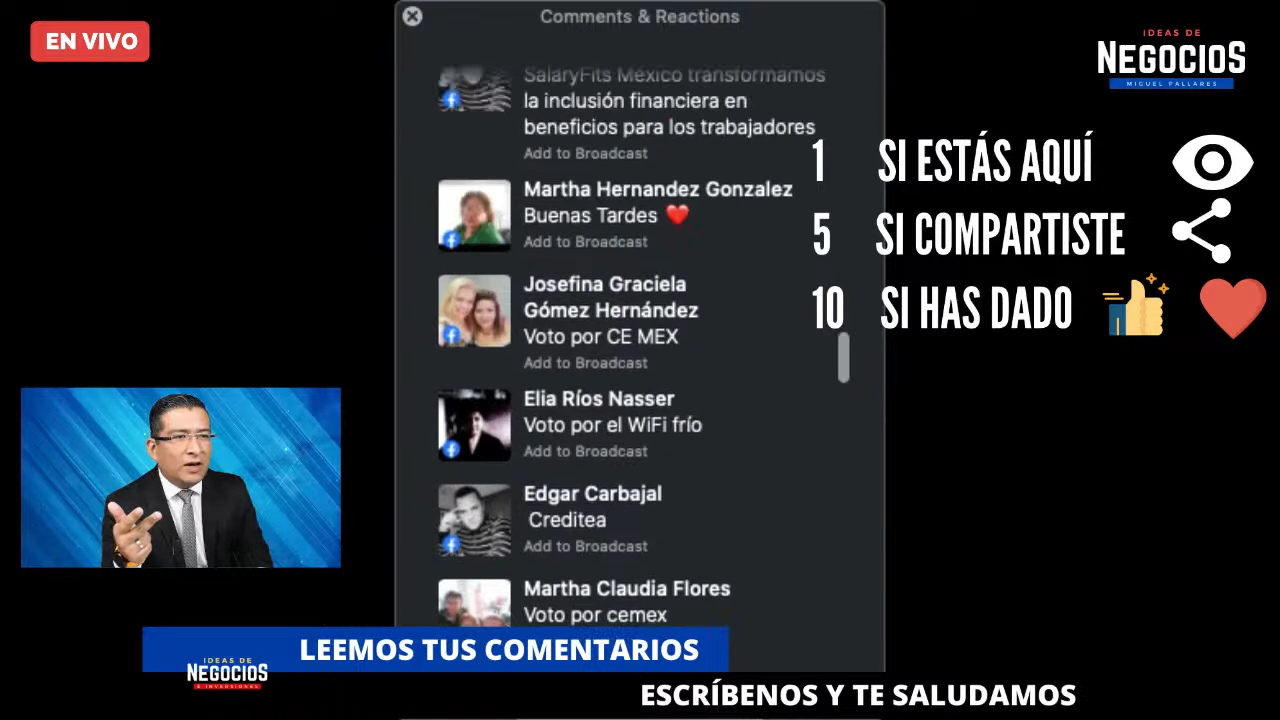 EN VIVO
Comments & Reactions
IDEAS DE
NEGOCIOS
MIGUEL PALLARES
SalaryFits México transformamos
la inclusión financiera en
beneficios para los trabajadores
Add to Broadcast
Martha Hernandez Gonzalez
Buenas Tardes ❤️
Add to Broadcast
Josefina Graciela
Gómez Hernández
Voto por CE MEX
Add to Broadcast
Elia Ríos Nasser
Voto por el WiFi frío
Add to Broadcast
Edgar Carbajal
Creditea
Add to Broadcast
Martha Claudia Flores
Voto por cemex
1 SI ESTÁS AQUÍ
5 SI COMPARTISTE
10 SI HAS DADO
LEEMOS TUS COMENTARIOS
IDEAS DE
NEGOCIOS
E INVERSIONES
ESCRÍBENOS Y TE SALUDAMOS